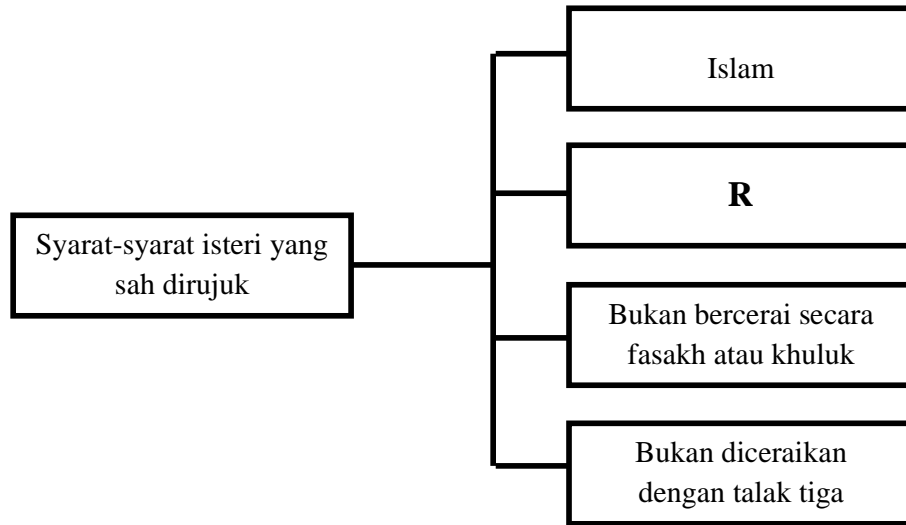 Islam
R
Syarat-syarat isteri yang
sah dirujuk
Bukan bercerai secara
fasakh atau khuluk
Bukan diceraikan
dengan talak tiga